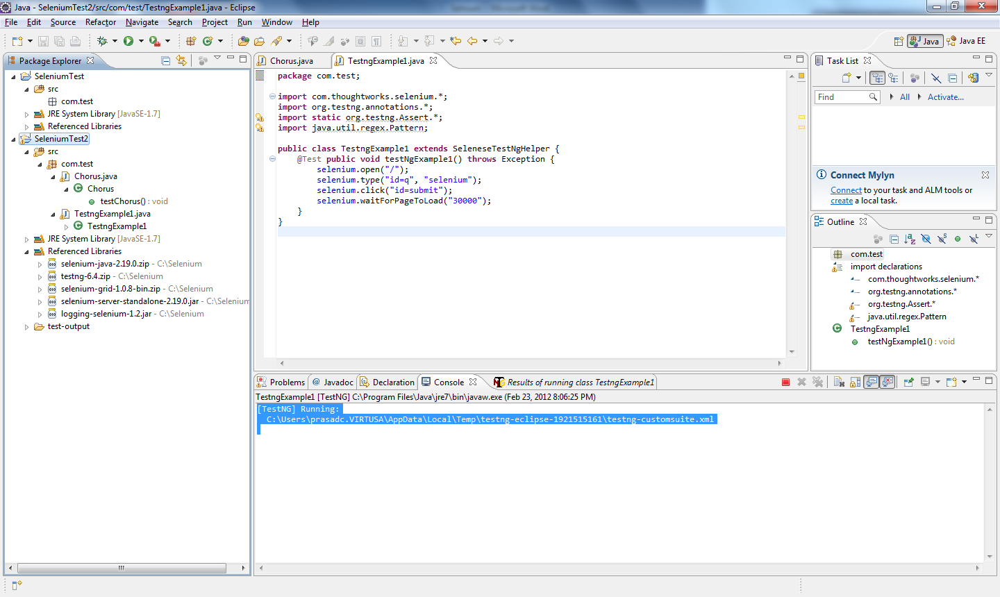 Java - SeleniumTest2/src/com/test/TestngExample1.java - Eclipse
File Edit Source Refactor Navigate Search Project Run Window Help
Java
Java EE
Package Explorer
SeleniumTest
src
com.test
JRE System Library [JavaSE-1.7]
Referenced Libraries
SeleniumTest2
src
com.test
Chorus.java
Chorus
testChorus() : void
TestngExample1.java
TestngExample1
JRE System Library [JavaSE-1.7]
Referenced Libraries
selenium-java-2.19.0.zip - C:\Selenium
testng-6.4.zip - C:\Selenium
selenium-grid-1.0.8-bin.zip - C:\Selenium
selenium-server-standalone-2.19.0.jar - C:\Selenium
logging-selenium-1.2.jar - C:\Selenium
test-output
Chorus.java
TestngExample1.java
package com.test;
import com.thoughtworks.selenium.*;
import org.testng.annotations.*;
import static org.testng.Assert.*;
import java.util.regex.Pattern;
public class TestngExample1 extends SeleneseTestNgHelper {
@Test public void testNgExample1() throws Exception {
selenium.open("/");
selenium.type("id=q", "selenium");
selenium.click("id=submit");
selenium.waitForPageToLoad("30000");
}
}
Task List
Find
All
Activate...
Connect Mylyn
Connect to your task and ALM tools or
create a local task.
Outline
com.test
import declarations
com.thoughtworks.selenium.*
org.testng.annotations.*
org.testng.Assert.*
java.util.regex.Pattern
TestngExample1
testNgExample1() : void
Problems
@ Javadoc
Declaration
Console
Results of running class TestngExample1
TestngExample1 [TestNG] C:\Program Files\Java\jre7\bin\javaw.exe (Feb 23, 2012 8:06:25 PM)
[TestNG] Running:
C:\Users\prasadc.VIRTUSA\AppData\Local\Temp\testng-eclipse-1921515161\testng-customsuite.xml